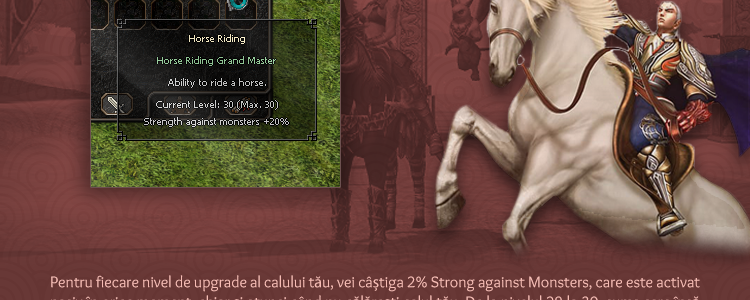 Horse Riding
Horse Riding Grand Master
Ability to ride a horse.
Current Level: 30 (Max. 30)
Strength against monsters +20%
Pentru fiecare nivel de upgrade al calului tău, vei câştiga 2% Strong against Monsters, care este activat